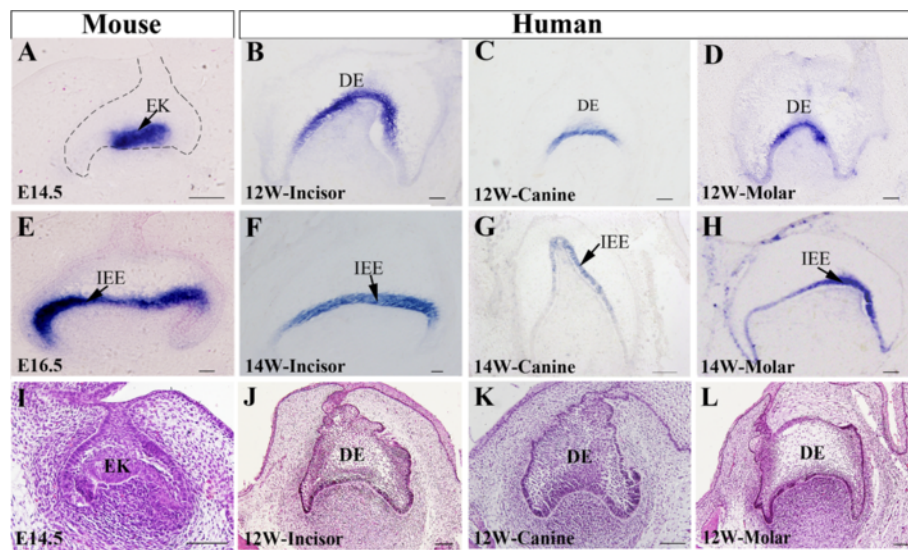 Mouse
Human
A
EK
E14.5
B
DE
12W-Incisor
C
DE
12W-Canine
D
DE
12W-Molar
E
IEE
E16.5
F
IEE
14W-Incisor
G
IEE
14W-Canine
H
IEE
14W-Molar
I
EK
E14.5
J
DE
12W-Incisor
K
DE
12W-Canine
L
DE
12W-Molar